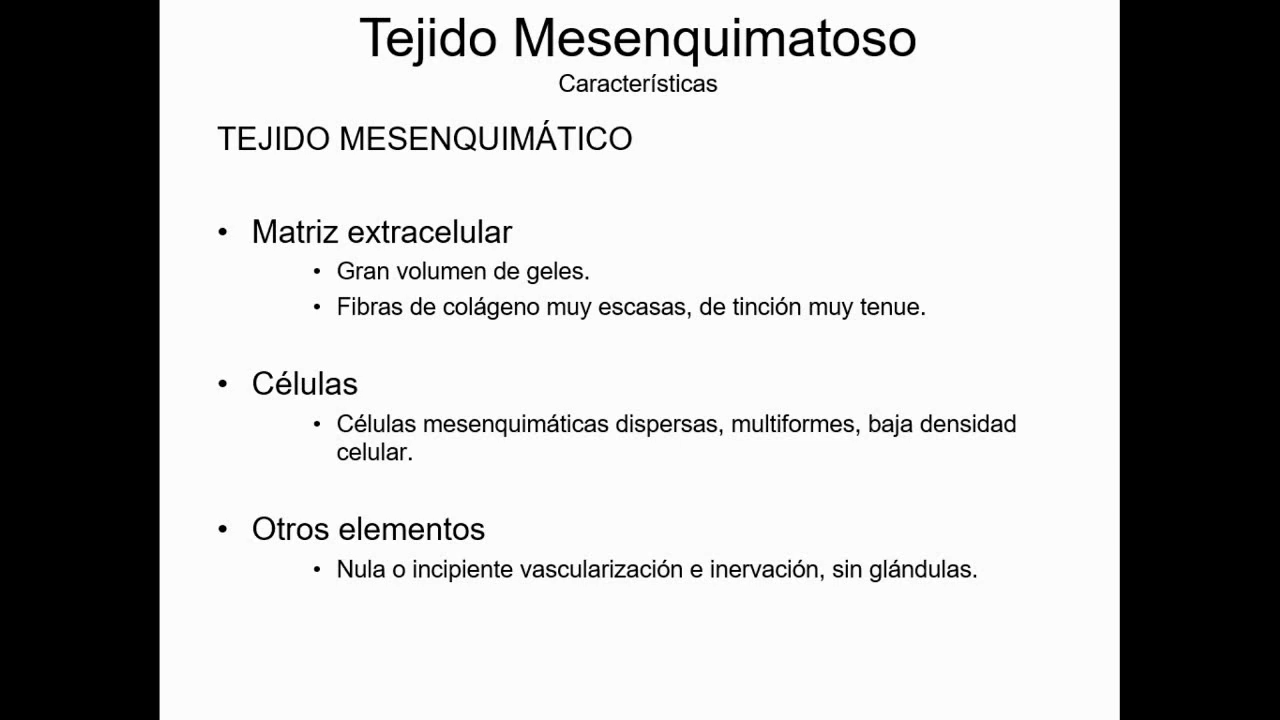 Tejido Mesenquimatoso
Características
TEJIDO MESENQUIMÁTICO
• Matriz extracelular
• Gran volumen de geles.
• Fibras de colágeno muy escasas, de tinción muy tenue.
• Células
• Células mesenquimáticas dispersas, multiformes, baja densidad
celular.
• Otros elementos
• Nula o incipiente vascularización e inervación, sin glándulas.